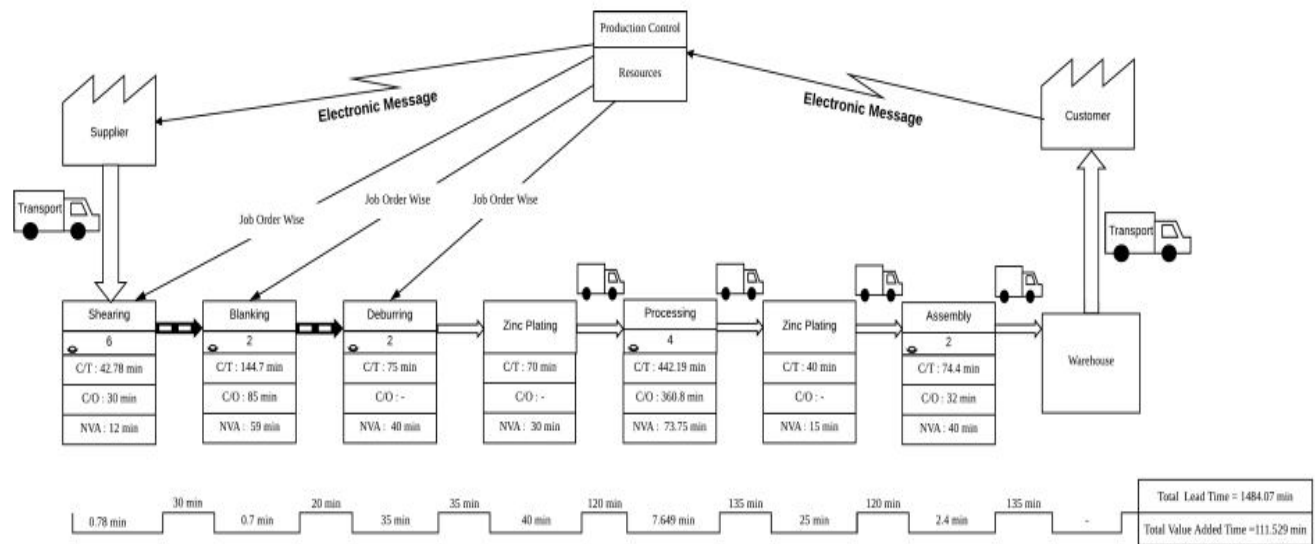 Production Control
Resources
Electronic Message
Electronic Message
Supplier
Customer
Transport
Transport
Job Order Wise
Job Order Wise
Job Order Wise
Shearing
6
C/T : 42.78 min
C/O : 30 min
NVA : 12 min
Blanking
2
C/T : 144.7 min
C/O : 85 min
NVA : 59 min
Deburring
2
C/T : 75 min
C/O : -
NVA : 40 min
Zinc Plating
C/T : 70 min
C/O : -
NVA : 30 min
Processing
4
C/T : 442.19 min
C/O : 360.8 min
NVA : 73.75 min
Zinc Plating
C/T : 40 min
C/O : -
NVA : 15 min
Assembly
2
C/T : 74.4 min
C/O : 32 min
NVA : 40 min
Warehouse
30 min
20 min
35 min
120 min
135 min
120 min
135 min
0.78 min
0.7 min
35 min
40 min
7.649 min
25 min
2.4 min
-
Total Lead Time = 1484.07 min
Total Value Added Time =111.529 min